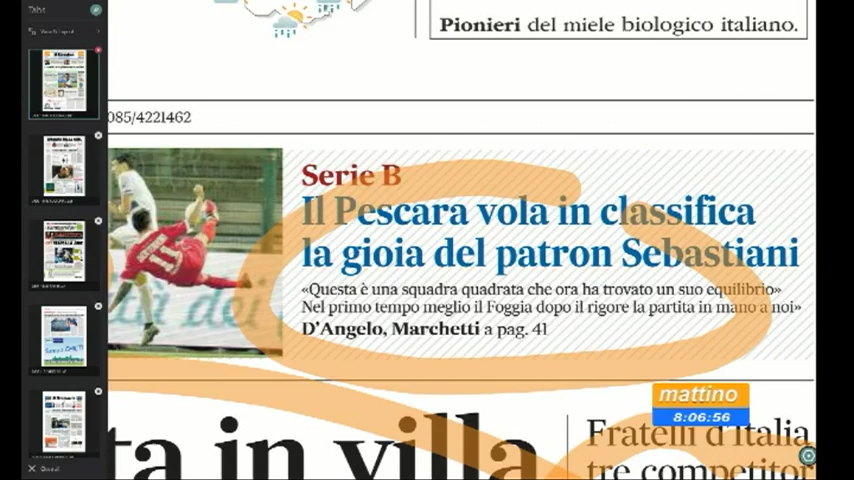 Tabs
Pionieri del miele biologico italiano.
085/4221462
Serie B
Il Pescara vola in classifica
la gioia del patron Sebastiani
«Questa è una squadra quadrata che ora ha trovato un suo equilibrio»
Nel primo tempo meglio il Foggia dopo il rigore la partita in mano a noi»
D'Angelo, Marchetti a pag. 41
11
mattino
8:06:56
ta in villa
Fratelli d'Italia
tre competitor